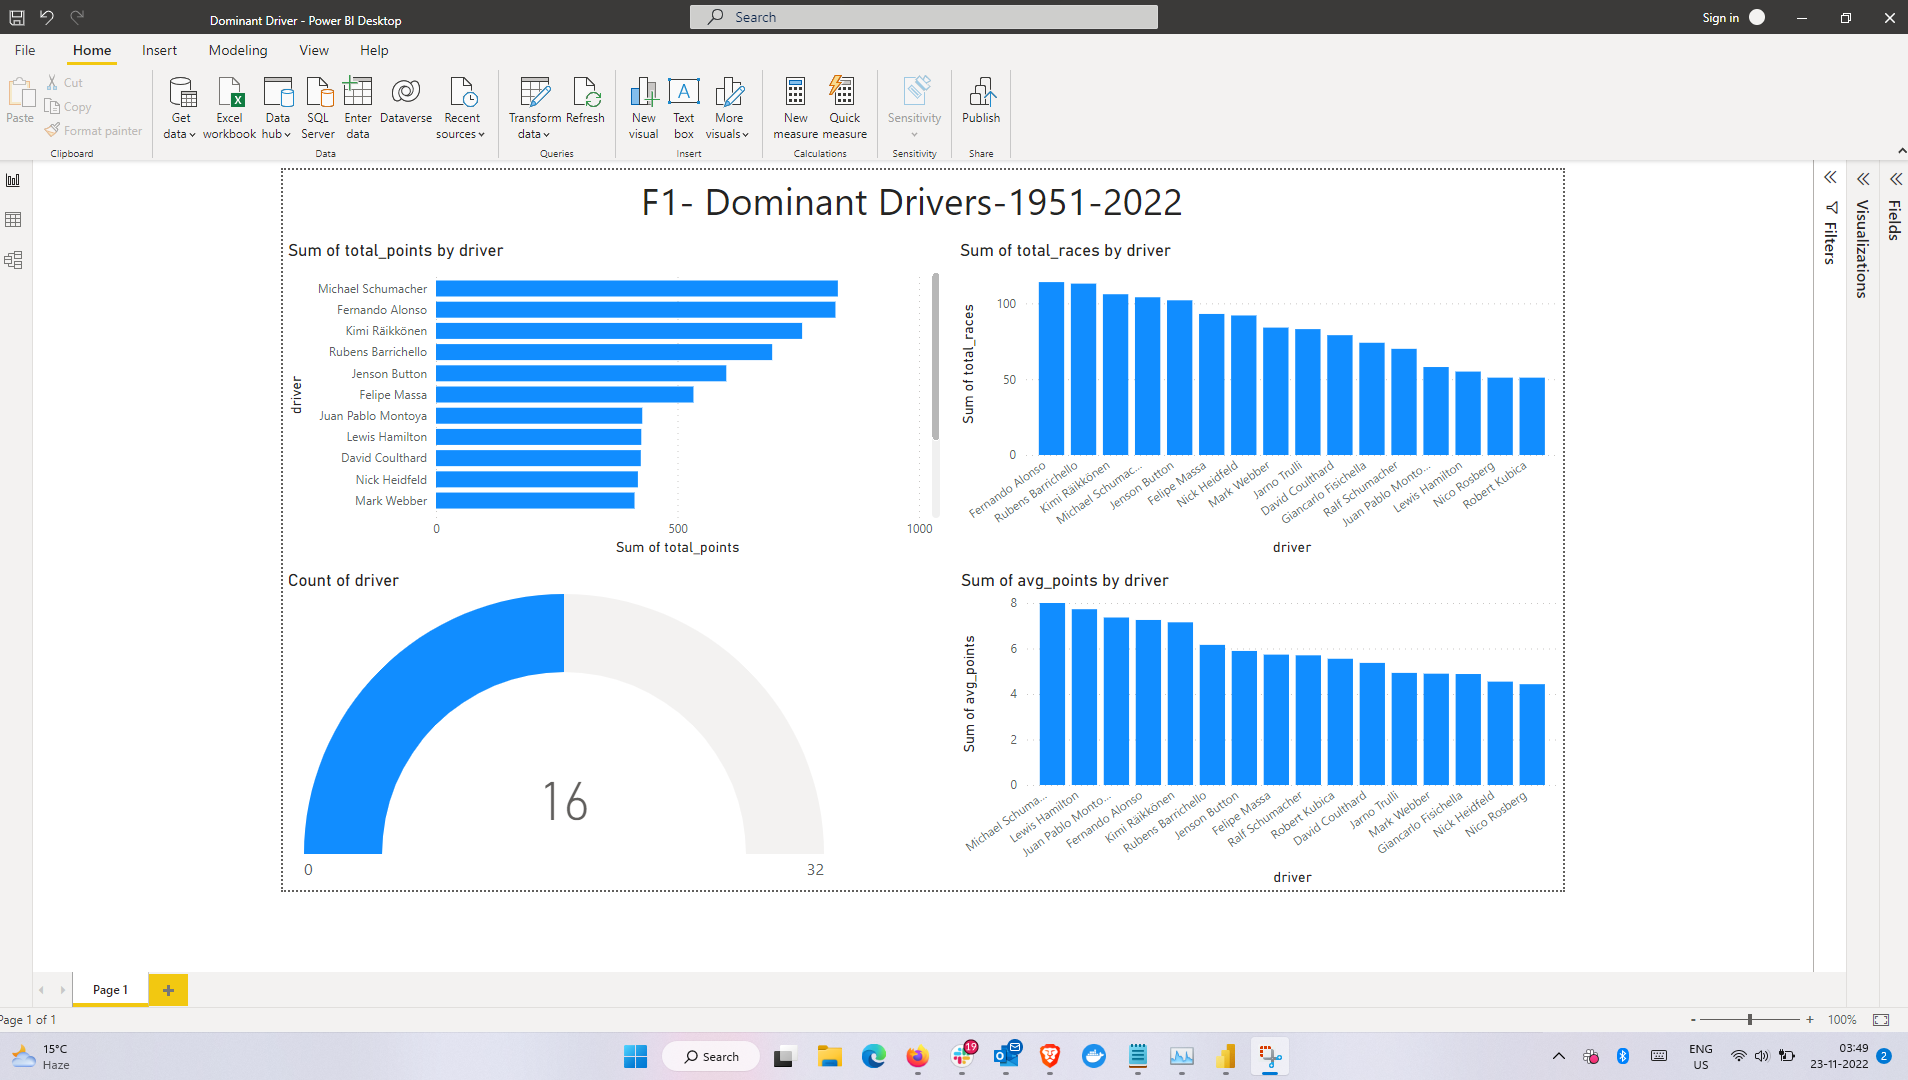 Dominant Driver - Power BI Desktop
Search
Sign in
File
Home
Insert
Modeling
View
Help
Paste
Cut
Copy
Format painter
Clipboard
Get data
Excel workbook
Data hub
SQL Server
Enter data
Dataverse
Recent sources
Data
Transform data
Refresh
Queries
New visual
A
Text box
More visuals
Insert
New measure
Quick measure
Calculations
Sensitivity
Sensitivity
Publish
Share
F1- Dominant Drivers-1951-2022
Sum of total_points by driver
driver
Michael Schumacher
Fernando Alonso
Kimi Räikkönen
Rubens Barrichello
Jenson Button
Felipe Massa
Juan Pablo Montoya
Lewis Hamilton
David Coulthard
Nick Heidfeld
Mark Webber
0
500
1000
Sum of total_points
Sum of total_races by driver
Sum of total_races
100
50
0
Fernando Alonso
Rubens Barrichello
Kimi Räikkönen
Michael Schumac...
Jenson Button
Felipe Massa
Nick Heidfeld
Mark Webber
Jarno Trulli
David Coulthard
Giancarlo Fisichella
Ralf Schumacher
Juan Pablo Monto...
Lewis Hamilton
Nico Rosberg
Robert Kubica
driver
Count of driver
16
0
32
Sum of avg_points by driver
Sum of avg_points
8
6
4
2
0
Michael Schuma...
Lewis Hamilton
Juan Pablo Monto...
Fernando Alonso
Kimi Räikkönen
Rubens Barrichello
Jenson Button
Felipe Massa
Ralf Schumacher
Robert Kubica
David Coulthard
Jarno Trulli
Mark Webber
Giancarlo Fisichella
Nick Heidfeld
Nico Rosberg
driver
Filters
Visualizations
Fields
Page 1
Page 1 of 1
- + 100%
15°C
Haze
Search
19
ENG
US
03:49
23-11-2022
2